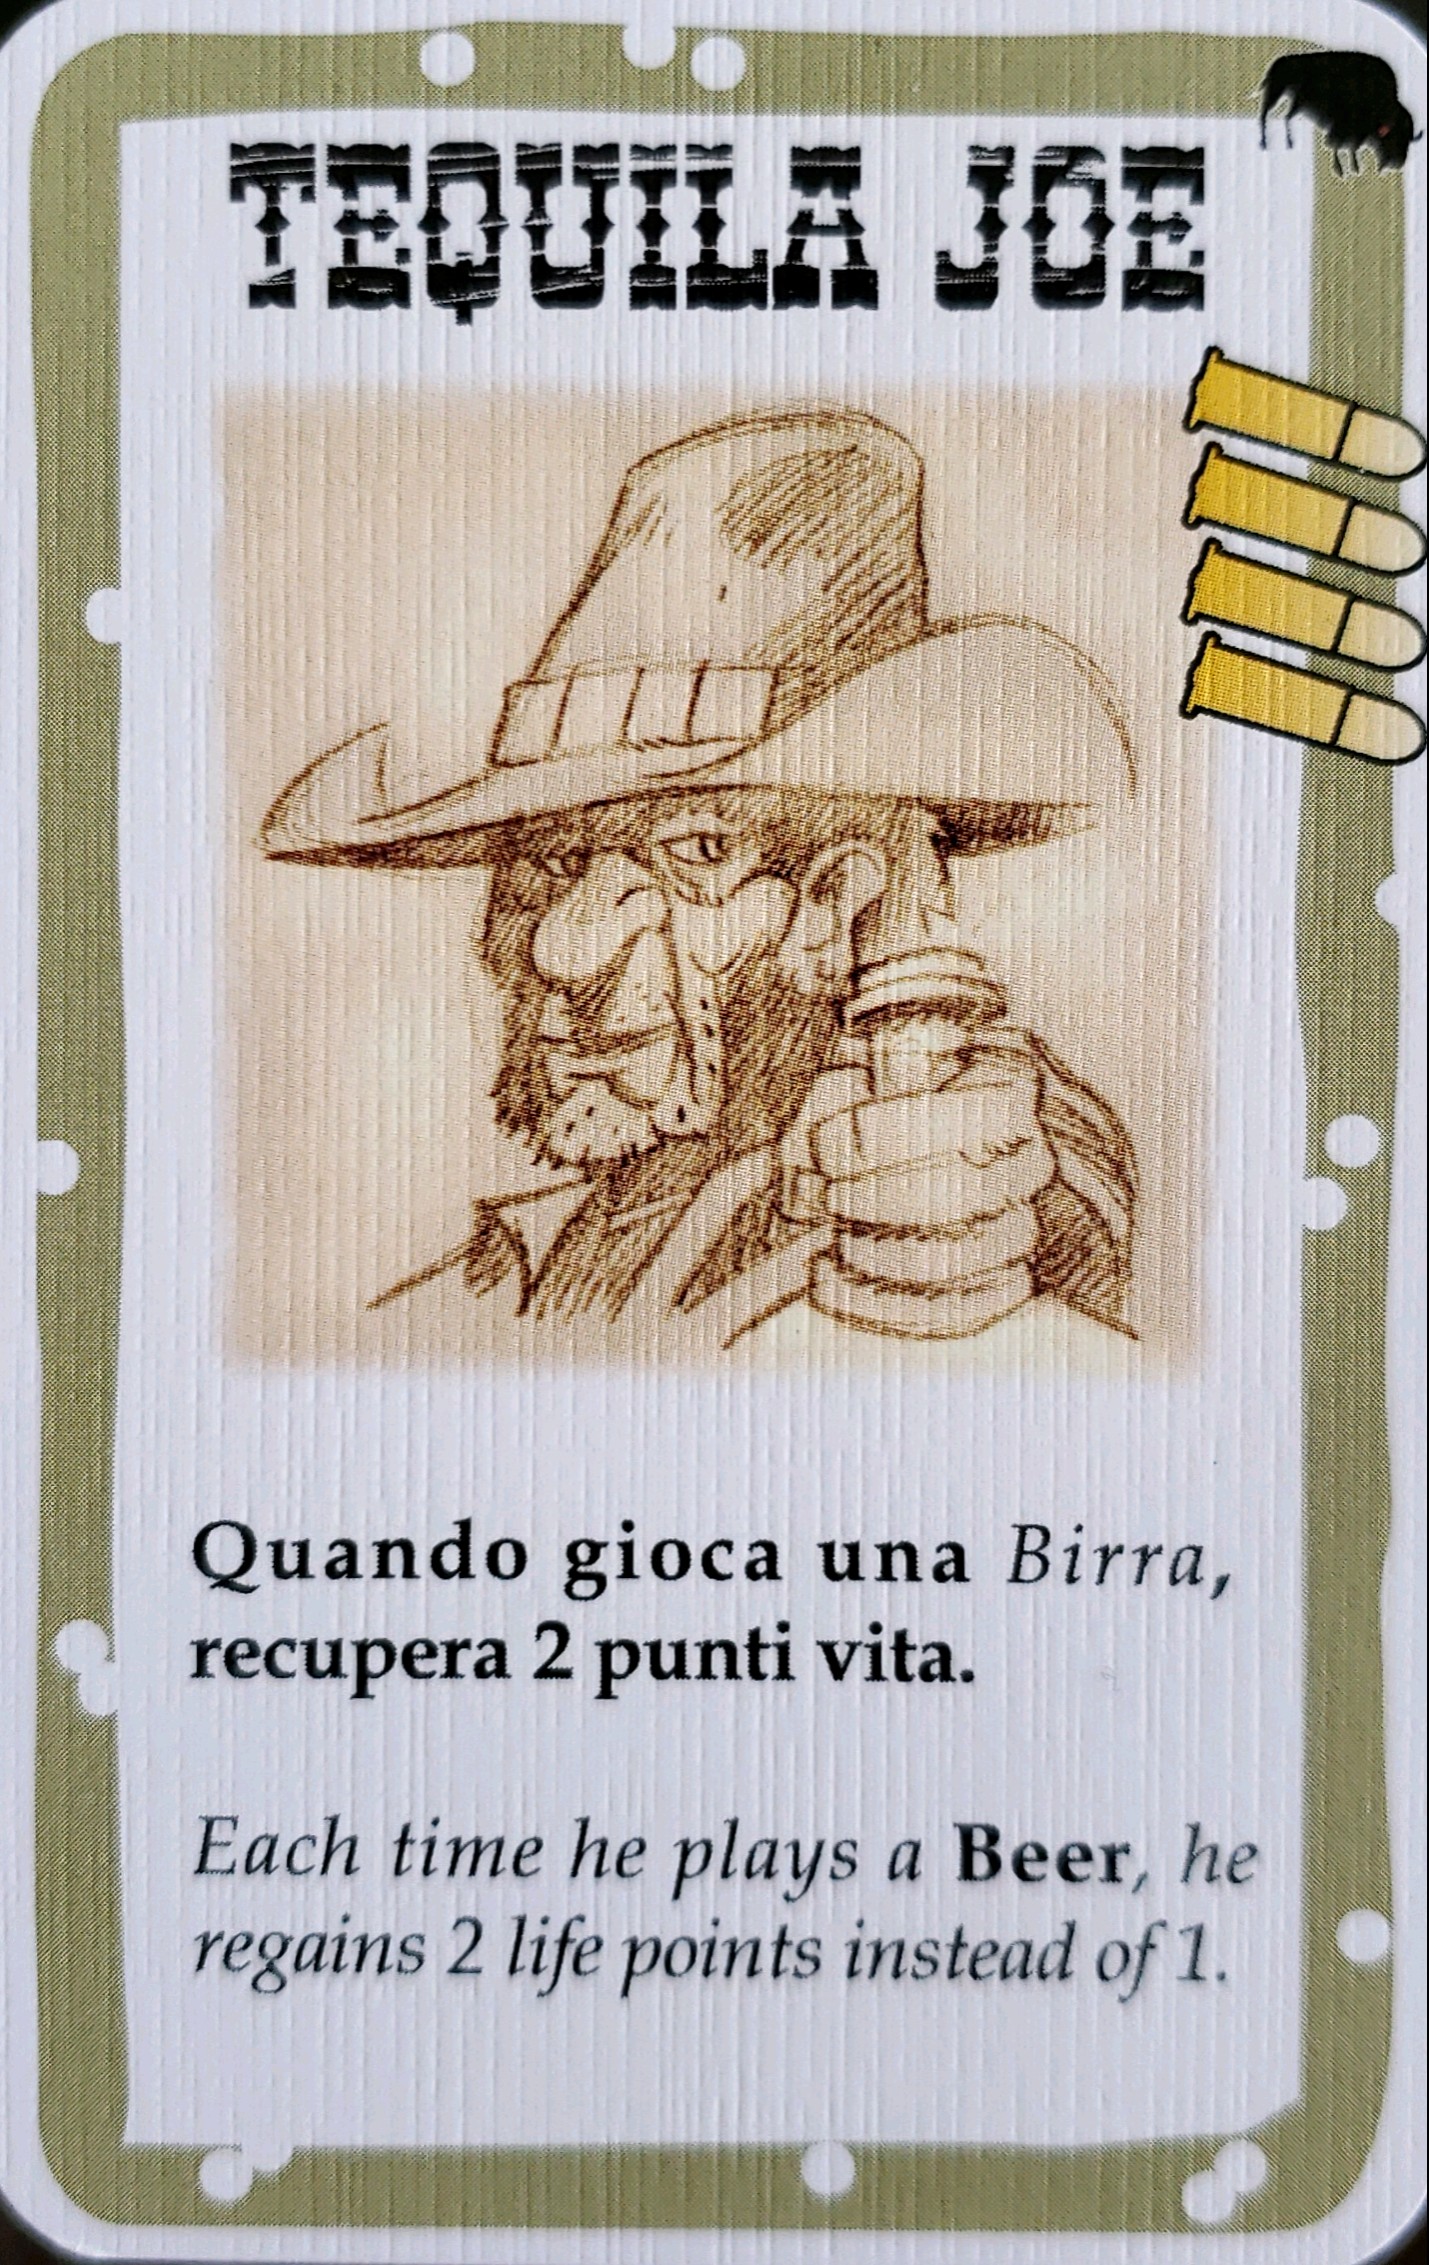 TEQUILA JOE
Quando gioca una Birra,
recupera 2 punti vita.
Each time he plays a Beer, he
regains 2 life points instead of 1.